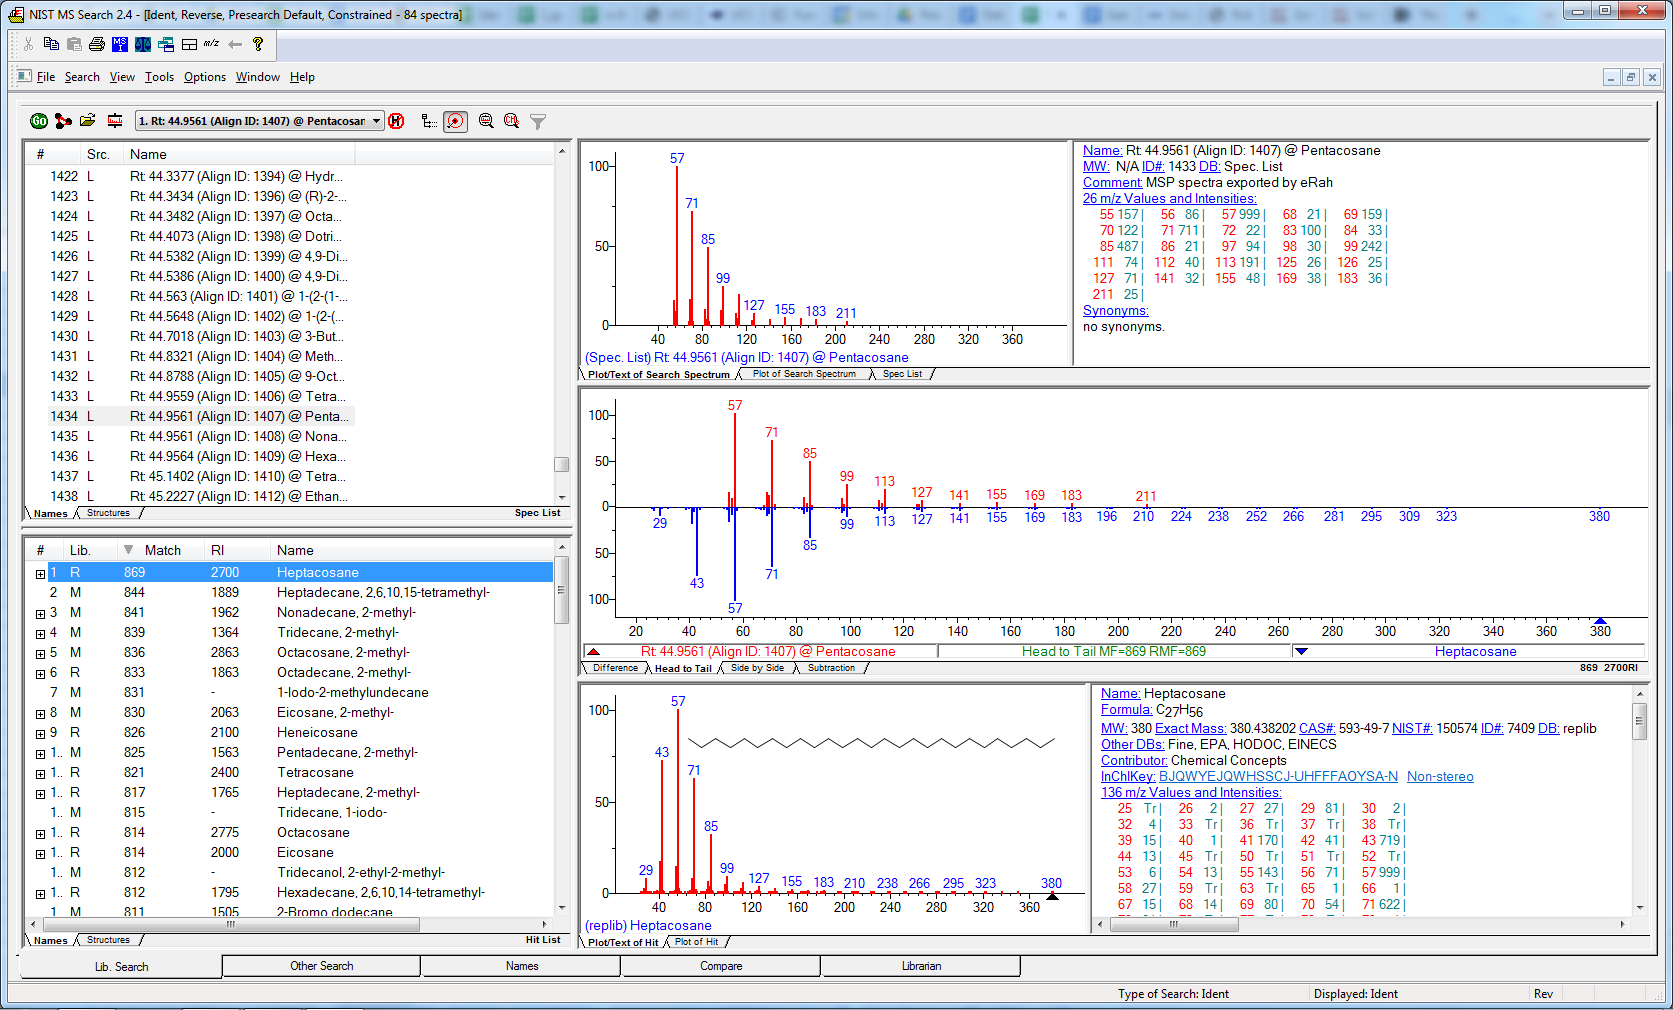 NIST MS Search 2.4 - [Ident, Reverse, Presearch Default, Constrained - 84 spectra]
File Search View Tools Options Window Help
1. Rt: 44.9561 (Align ID: 1407) @ Pentacosan
# Src. Name
1422 L Rt: 44.3377 (Align ID: 1394) @ Hydr...
1423 L Rt: 44.3434 (Align ID: 1396) @ (R)-2-...
1424 L Rt: 44.3482 (Align ID: 1397) @ Octa...
1425 L Rt: 44.4073 (Align ID: 1398) @ Dotri...
1426 L Rt: 44.5382 (Align ID: 1399) @ 4,9-Di...
1427 L Rt: 44.5386 (Align ID: 1400) @ 4,9-Di...
1428 L Rt: 44.563 (Align ID: 1401) @ 1-(2-(1-...
1429 L Rt: 44.5648 (Align ID: 1402) @ 1-(2-(...
1430 L Rt: 44.7018 (Align ID: 1403) @ 3-But...
1431 L Rt: 44.8321 (Align ID: 1404) @ Meth...
1432 L Rt: 44.8788 (Align ID: 1405) @ 9-Oct...
1433 L Rt: 44.9559 (Align ID: 1406) @ Tetra...
1434 L Rt: 44.9561 (Align ID: 1407) @ Penta...
1435 L Rt: 44.9561 (Align ID: 1408) @ Nona...
1436 L Rt: 44.9564 (Align ID: 1409) @ Hexa...
1437 L Rt: 45.1402 (Align ID: 1410) @ Tetra...
1438 L Rt: 45.2227 (Align ID: 1412) @ Ethan...
Names Structures Spec List
# Lib. Match RI Name
1 R 869 2700 Heptacosane
2 M 844 1889 Heptadecane, 2,6,10,15-tetramethyl-
3 M 841 1962 Nonadecane, 2-methyl-
4 M 839 1364 Tridecane, 2-methyl-
5 M 836 2863 Octacosane, 2-methyl-
6 R 833 1863 Octadecane, 2-methyl-
7 M 831 - 1-Iodo-2-methylundecane
8 M 830 2063 Eicosane, 2-methyl-
9 R 826 2100 Heneicosane
1.. M 825 1563 Pentadecane, 2-methyl-
1.. R 821 2400 Tetracosane
1.. R 817 1765 Heptadecane, 2-methyl-
1.. M 815 - Tridecane, 1-iodo-
1.. R 814 2775 Octacosane
1.. R 814 2000 Eicosane
1.. M 812 - Tridecanol, 2-ethyl-2-methyl-
1.. R 812 1795 Hexadecane, 2,6,10,14-tetramethyl-
1 M 811 1505 2-Bromo dodecane
Names Structures Hit List
100 50 0
57 71 85 99 127 155 183 211
40 80 120 160 200 240 280 320 360
(Spec. List) Rt: 44.9561 (Align ID: 1407) @ Pentacosane
Plot/Text of Search Spectrum Plot of Search Spectrum Spec List
Name: Rt: 44.9561 (Align ID: 1407) @ Pentacosane
MW: N/A ID#: 1433 DB: Spec. List
Comment: MSP spectra exported by eRah
26 m/z Values and Intensities:
55 157| 56 86| 57 999| 68 21| 69 159|
70 122| 71 711| 72 22| 83 100| 84 33|
85 487| 86 21| 97 94| 98 30| 99 242|
111 74| 112 40| 113 191| 125 26| 126 25|
127 71| 141 32| 155 48| 169 38| 183 36|
211 25|
Synonyms:
no synonyms.
100 50 0 50 100
57 71 85 99 113 127 141 155 169 183 211
29 43 57 71 85 99 113 127 141 155 169 183 196 210 224 238 252 266 281 295 309 323 380
20 40 60 80 100 120 140 160 180 200 220 240 260 280 300 320 340 360 380
Rt: 44.9561 (Align ID: 1407) @ Pentacosane Head to Tail MF=869 RMF=869 Heptacosane
Difference Head to Tail Side by Side Subtraction 869 2700RI
100 50 0
57 43 71 85 29 99 127 155 183 210 238 266 295 323 380
40 80 120 160 200 240 280 320 360
(replib) Heptacosane
Plot/Text of Hit Plot of Hit
Name: Heptacosane
Formula: C27H56
MW: 380 Exact Mass: 380.438202 CAS#: 593-49-7 NIST#: 150574 ID#: 7409 DB: replib
Other DBs: Fine, EPA, HODOC, EINECS
Contributor: Chemical Concepts
InChIKey: BJQWYEJQWHSSCJ-UHFFFAOYSA-N Non-stereo
136 m/z Values and Intensities:
25 Tr| 26 2| 27 27| 29 81| 30 2|
32 4| 33 Tr| 36 Tr| 37 Tr| 38 Tr|
39 15| 40 1| 41 170| 42 41| 43 719|
44 13| 45 Tr| 50 Tr| 51 Tr| 52 Tr|
53 6| 54 13| 55 143| 56 71| 57 999|
58 27| 59 Tr| 63 Tr| 65 1| 66 1|
67 15| 68 14| 69 80| 70 54| 71 622|
Lib. Search Other Search Names Compare Librarian
Type of Search: Ident Displayed: Ident Rev